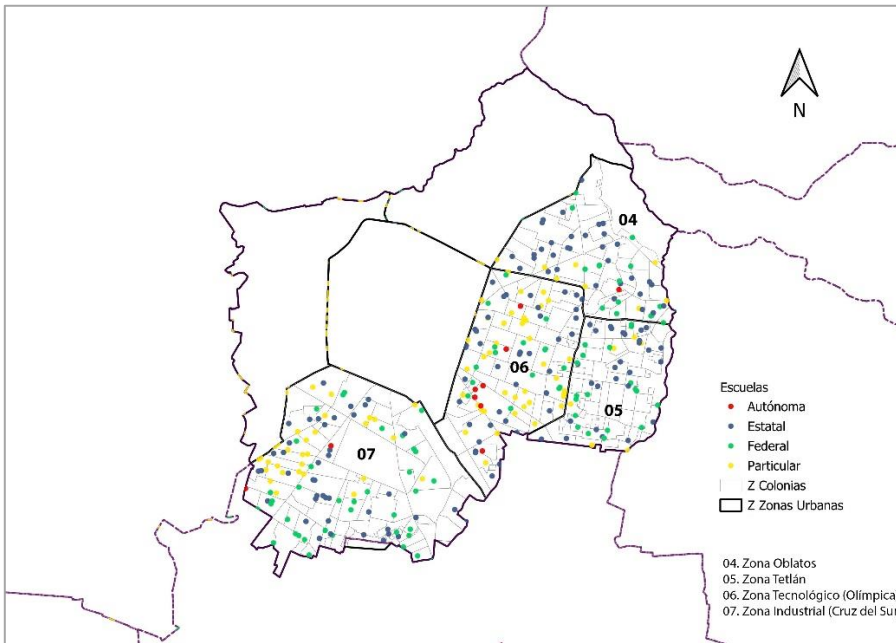 N
04
06
05
07
Escuelas
Autónoma
Estatal
Federal
Particular
Z Colonias
Z Zonas Urbanas
04. Zona Oblatos
05. Zona Tetlán
06. Zona Tecnológico (Olímpica
07. Zona Industrial (Cruz del Sur